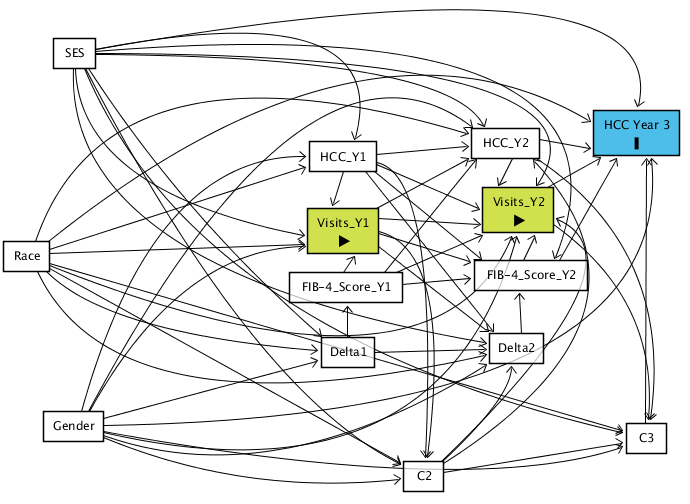 SES
HCC Year 3
HCC_Y2
HCC_Y1
Visits_Y2
Visits_Y1
Race
FIB-4_Score_Y2
FIB-4_Score_Y1
Delta2
Delta1
Gender
C3
C2